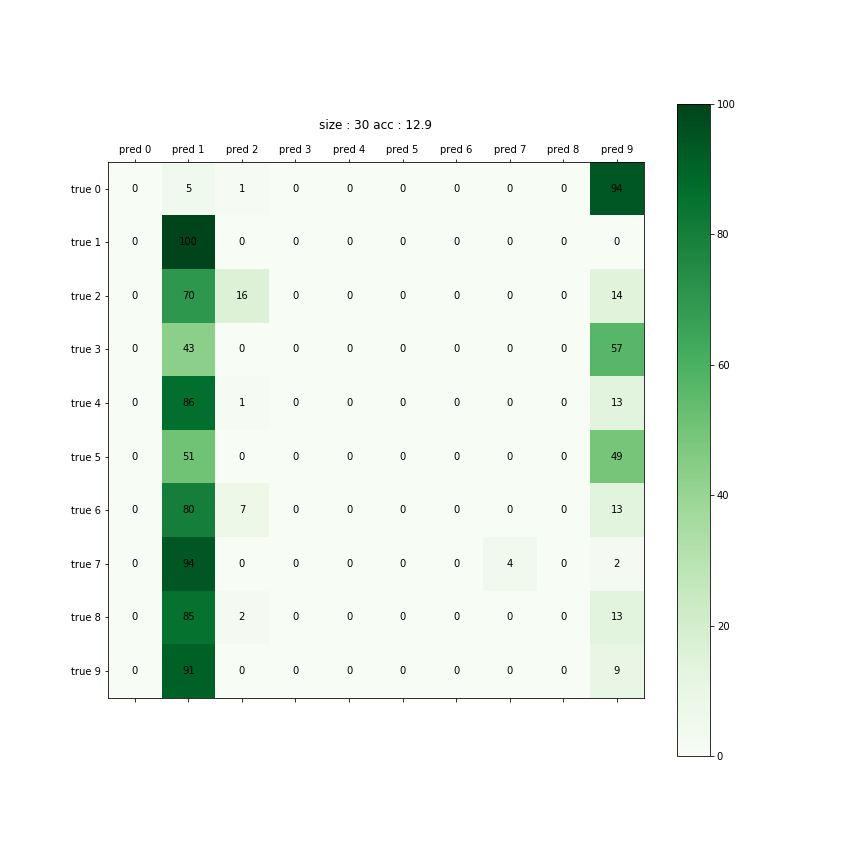 size : 30 acc : 12.9
pred 0 pred 1 pred 2 pred 3 pred 4 pred 5 pred 6 pred 7 pred 8 pred 9
true 0 0 5 1 0 0 0 0 0 0 94
true 1 0 100 0 0 0 0 0 0 0 0
true 2 0 70 16 0 0 0 0 0 0 14
true 3 0 43 0 0 0 0 0 0 0 57
true 4 0 86 1 0 0 0 0 0 0 13
true 5 0 51 0 0 0 0 0 0 0 49
true 6 0 80 7 0 0 0 0 0 0 13
true 7 0 94 0 0 0 0 0 4 0 2
true 8 0 85 2 0 0 0 0 0 0 13
true 9 0 91 0 0 0 0 0 0 0 9
100
80
60
40
20
0